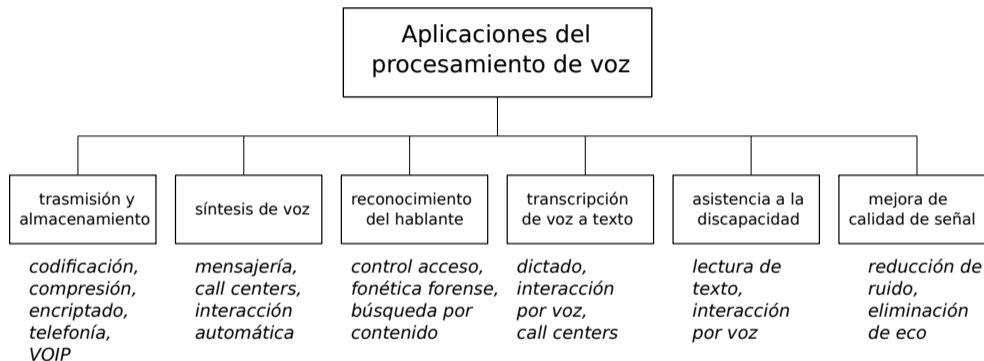 Aplicaciones del
procesamiento de voz
trasmisión y
almacenamiento
síntesis de voz
reconocimiento
del hablante
transcripción
de voz a texto
asistencia a la
discapacidad
mejora de
calidad de señal
codificación,
compresión,
encriptado,
telefonía,
VOIP
mensajería,
call centers,
interacción
automática
control acceso,
fonética forense,
búsqueda por
contenido
dictado,
interacción
por voz,
call centers
lectura de
texto,
interacción
por voz
reducción de
ruido,
eliminación
de eco